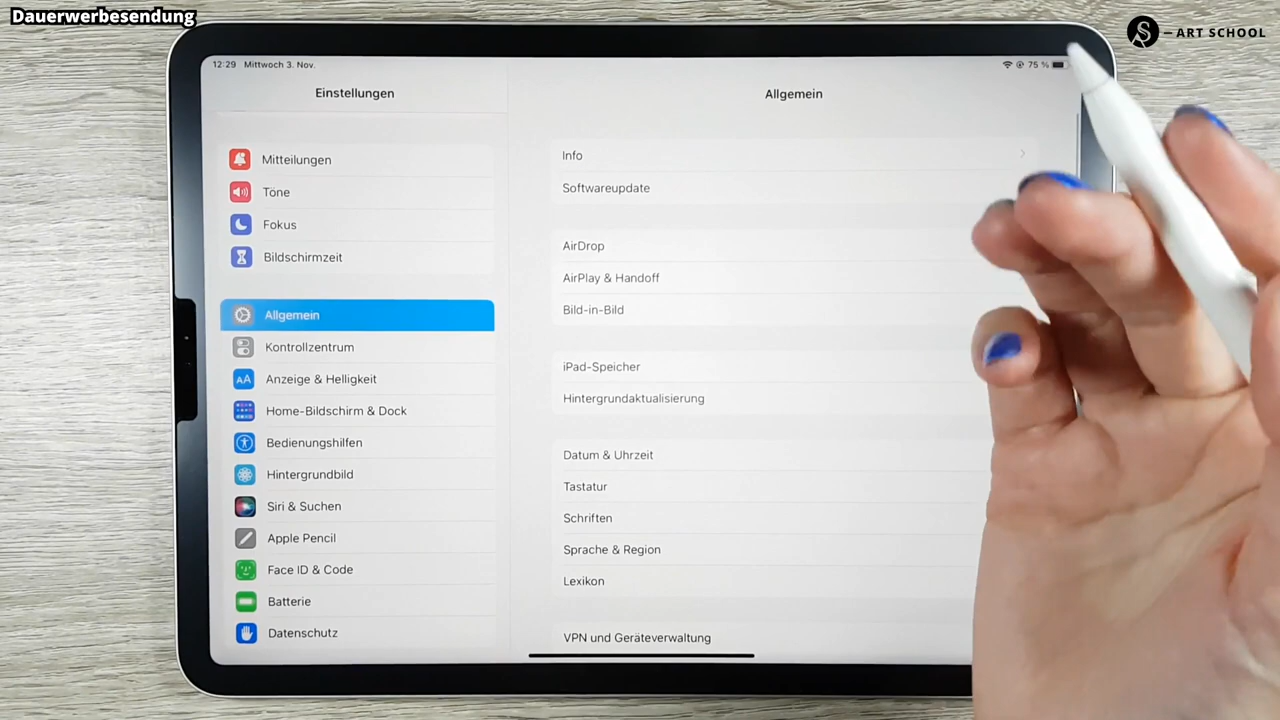 Dauerwerbesendung
AS – ART SCHOOL
12:29 Mittwoch 3. Nov.
75 %
Einstellungen
Allgemein
Mitteilungen
Töne
Fokus
Bildschirmzeit
Allgemein
Kontrollzentrum
AA Anzeige & Helligkeit
Home-Bildschirm & Dock
Bedienungshilfen
Hintergrundbild
Siri & Suchen
Apple Pencil
Face ID & Code
Batterie
Datenschutz
Info
Softwareupdate
AirDrop
AirPlay & Handoff
Bild-in-Bild
iPad-Speicher
Hintergrundaktualisierung
Datum & Uhrzeit
Tastatur
Schriften
Sprache & Region
Lexikon
VPN und Geräteverwaltung